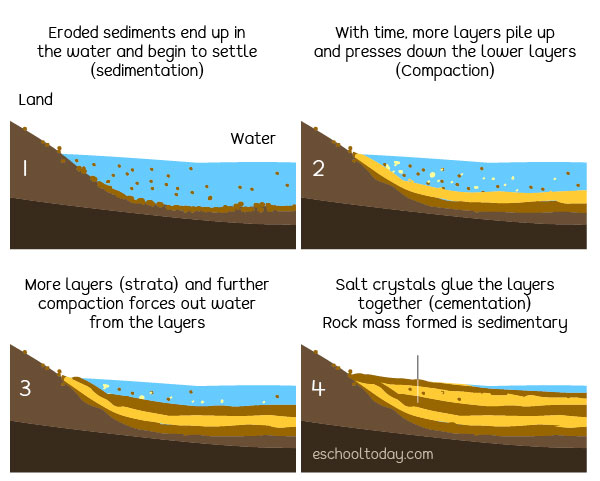 Eroded sediments end up in
the water and begin to settle
(sedimentation)
Land
Water
1
With time, more layers pile up
and presses down the lower layers
(Compaction)
2
More layers (strata) and further
compaction forces out water
from the layers
3
Salt crystals glue the layers
together (cementation)
Rock mass formed is sedimentary
4
eschooltoday.com